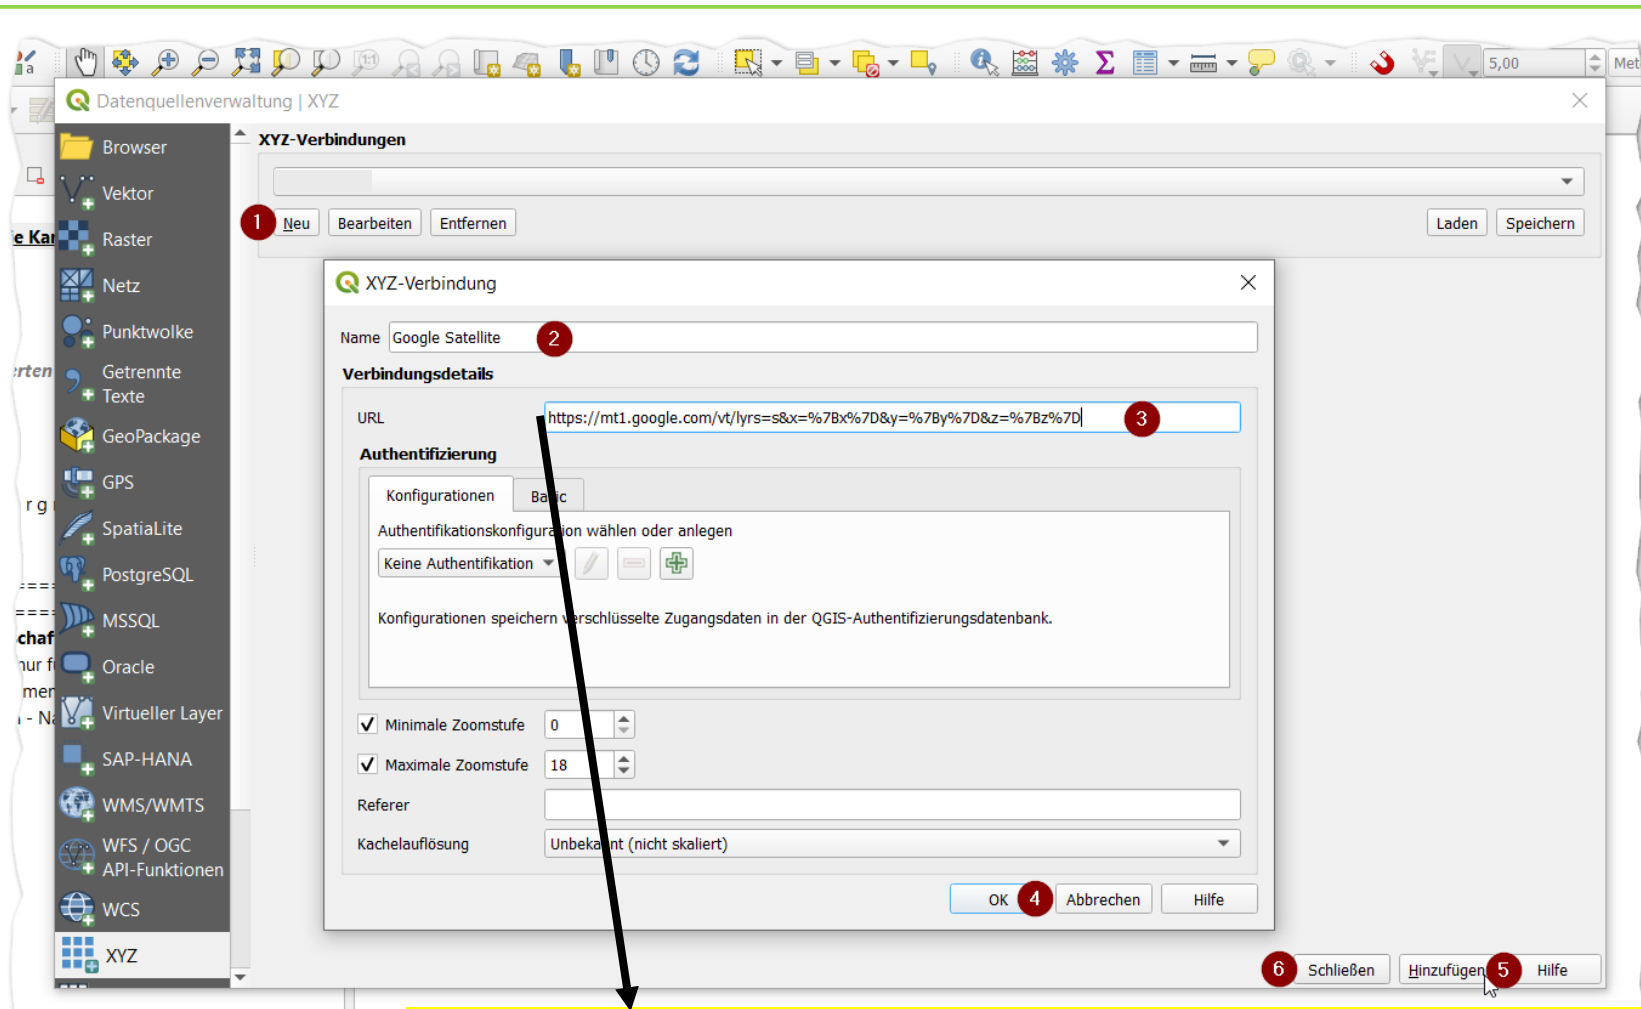 a
1:1
5,00
Met
Datenquellenverwaltung | XYZ
Browser
Vektor
Raster
Netz
Punktwolke
Getrennte
Texte
GeoPackage
GPS
SpatiaLite
PostgreSQL
MSSQL
Oracle
Virtueller Layer
SAP-HANA
WMS/WMTS
WFS / OGC
API-Funktionen
WCS
XYZ
XYZ-Verbindungen
1 Neu Bearbeiten Entfernen Laden Speichern
XYZ-Verbindung
Name Google Satellite 2
Verbindungsdetails
URL https://mt1.google.com/vt/lyrs=s&x=%7Bx%7D&y=%7By%7D&z=%7Bz%7D 3
Authentifizierung
Konfigurationen Basic
Authentifikationskonfiguration wählen oder anlegen
Keine Authentifikation
Konfigurationen speichern verschlüsselte Zugangsdaten in der QGIS-Authentifizierungsdatenbank.
Minimale Zoomstufe 0
Maximale Zoomstufe 18
Referer
Kachelauflösung Unbekannt (nicht skaliert)
OK 4 Abbrechen Hilfe
6 Schließen Hinzufügen 5 Hilfe